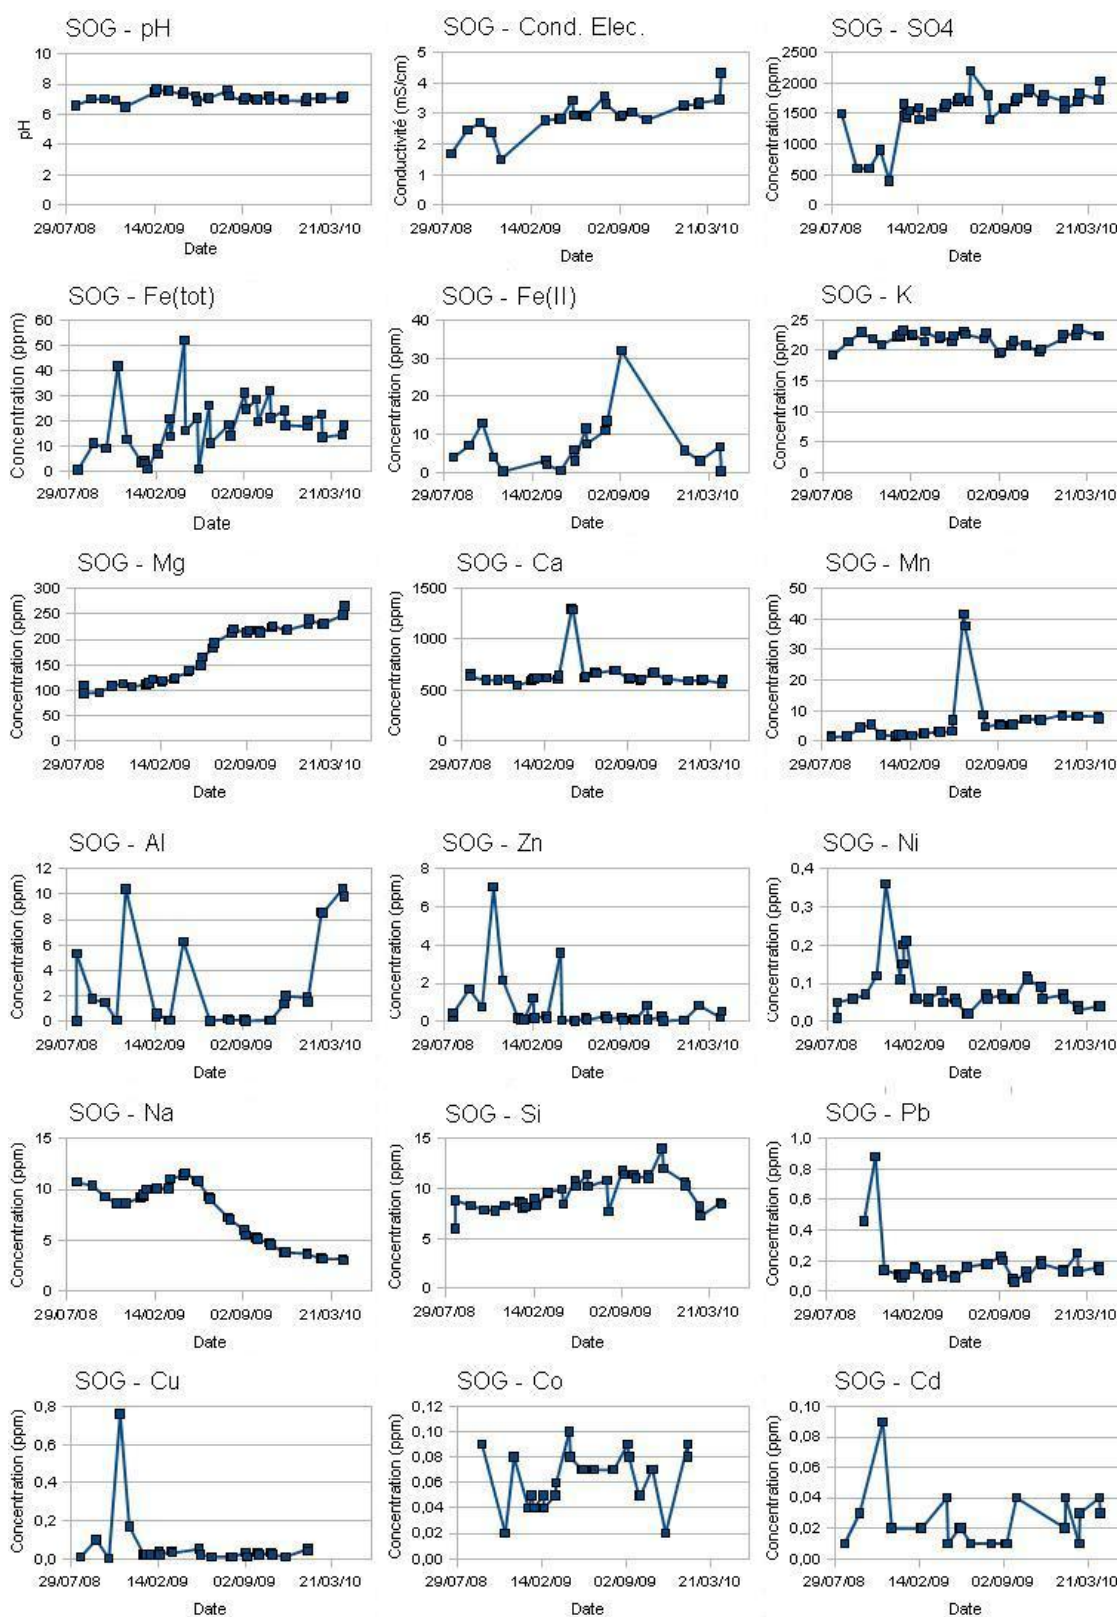 SOG - pH
10
8
6
4
2
0
pH
29/07/08 14/02/09 02/09/09 21/03/10
Date
SOG - Cond. Elec.
5
4
3
2
1
0
Conductivité (mS/cm)
29/07/08 14/02/09 02/09/09 21/03/10
Date
SOG - SO4
2500
2000
1500
1000
500
0
Concentration (ppm)
29/07/08 14/02/09 02/09/09 21/03/10
Date
SOG - Fe(tot)
60
50
40
30
20
10
0
Concentration (ppm)
29/07/08 14/02/09 02/09/09 21/03/10
Date
SOG - Fe(II)
40
30
20
10
0
Concentration (ppm)
29/07/08 14/02/09 02/09/09 21/03/10
Date
SOG - K
25
20
15
10
5
0
Concentration (ppm)
29/07/08 14/02/09 02/09/09 21/03/10
Date
SOG - Mg
300
250
200
150
100
50
0
Concentration (ppm)
29/07/08 14/02/09 02/09/09 21/03/10
Date
SOG - Ca
1500
1000
500
0
Concentration (ppm)
29/07/08 14/02/09 02/09/09 21/03/10
Date
SOG - Mn
50
40
30
20
10
0
Concentration (ppm)
29/07/08 14/02/09 02/09/09 21/03/10
Date
SOG - Al
12
10
8
6
4
2
0
Concentration (ppm)
29/07/08 14/02/09 02/09/09 21/03/10
Date
SOG - Zn
8
6
4
2
0
Concentration (ppm)
29/07/08 14/02/09 02/09/09 21/03/10
Date
SOG - Ni
0,4
0,3
0,2
0,1
0,0
Concentration (ppm)
29/07/08 14/02/09 02/09/09 21/03/10
Date
SOG - Na
15
10
5
0
Concentration (ppm)
29/07/08 14/02/09 02/09/09 21/03/10
Date
SOG - Si
15
10
5
0
Concentration (ppm)
29/07/08 14/02/09 02/09/09 21/03/10
Date
SOG - Pb
1,0
0,8
0,6
0,4
0,2
0,0
Concentration (ppm)
29/07/08 14/02/09 02/09/09 21/03/10
Date
SOG - Cu
0,8
0,6
0,4
0,2
0,0
Concentration (ppm)
29/07/08 14/02/09 02/09/09 21/03/10
Date
SOG - Co
0,12
0,10
0,08
0,06
0,04
0,02
0,00
Concentration (ppm)
29/07/08 14/02/09 02/09/09 21/03/10
Date
SOG - Cd
0,10
0,08
0,06
0,04
0,02
0,00
Concentration (ppm)
29/07/08 14/02/09 02/09/09 21/03/10
Date